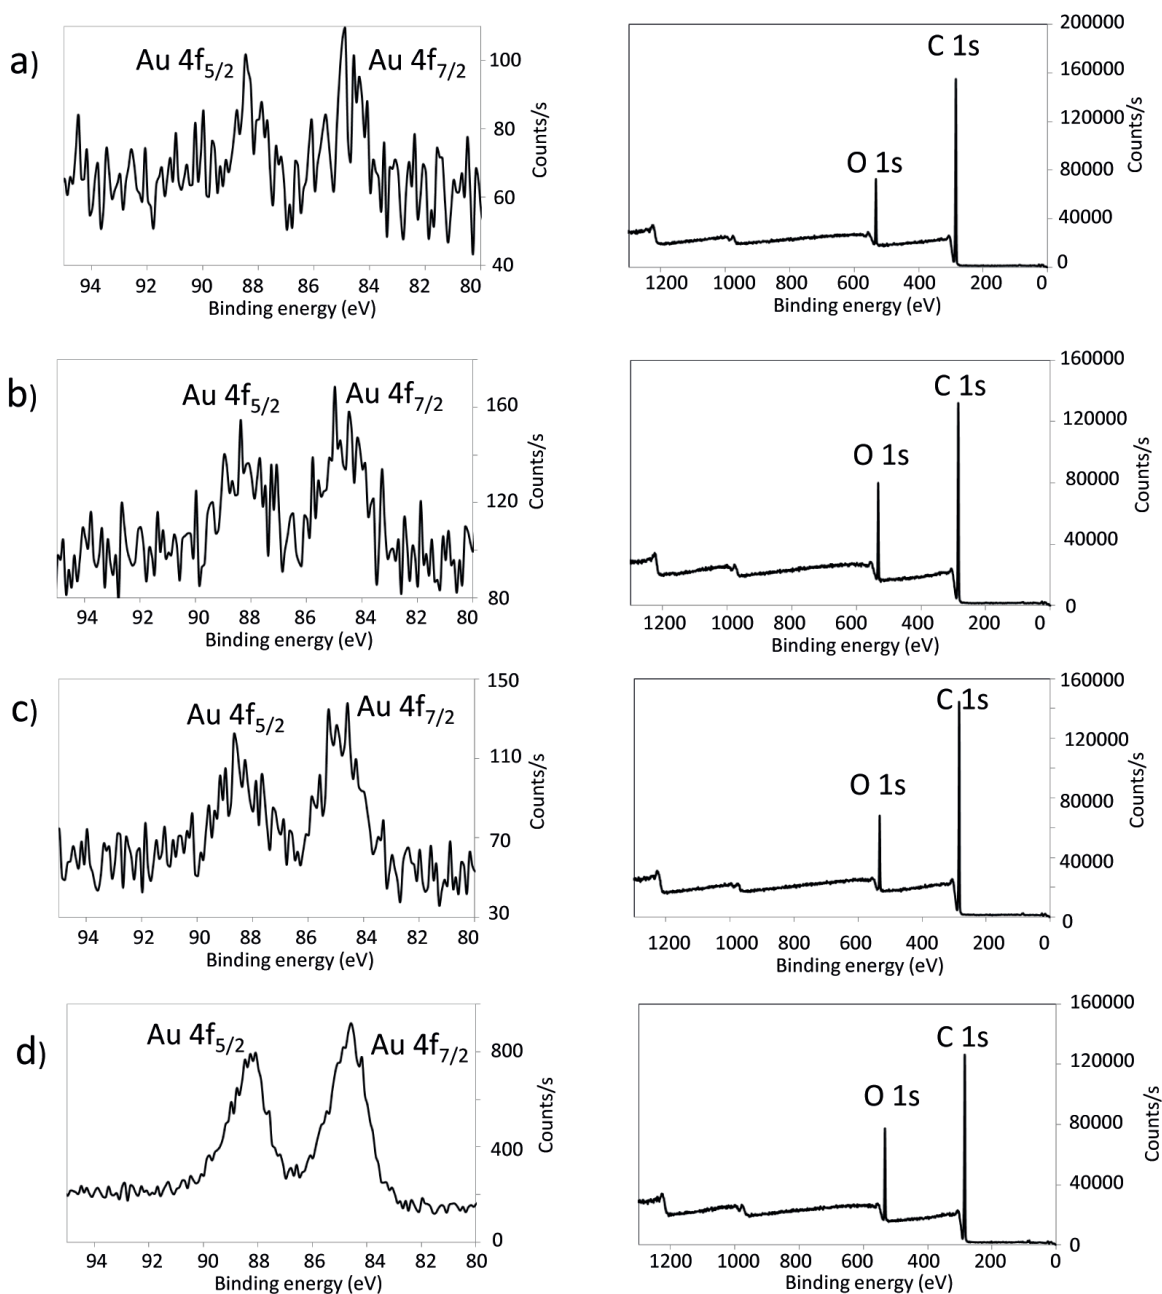 a)
Au 4f5/2
Au 4f7/2
100
80
60
40
Counts/s
94 92 90 88 86 84 82 80
Binding energy (eV)
C 1s
O 1s
200000
160000
120000
80000
40000
0
Counts/s
1200 1000 800 600 400 200 0
Binding energy (eV)
b)
Au 4f5/2
Au 4f7/2
160
120
80
Counts/s
94 92 90 88 86 84 82 80
Binding energy (eV)
C 1s
O 1s
160000
120000
80000
40000
0
Counts/s
1200 1000 800 600 400 200 0
Binding energy (eV)
c)
Au 4f5/2
Au 4f7/2
150
110
70
30
Counts/s
94 92 90 88 86 84 82 80
Binding energy (eV)
C 1s
O 1s
160000
120000
80000
40000
0
Counts/s
1200 1000 800 600 400 200 0
Binding energy (eV)
d)
Au 4f5/2
Au 4f7/2
800
400
0
Counts/s
94 92 90 88 86 84 82 80
Binding energy (eV)
C 1s
O 1s
160000
120000
80000
40000
0
Counts/s
1200 1000 800 600 400 200 0
Binding energy (eV)